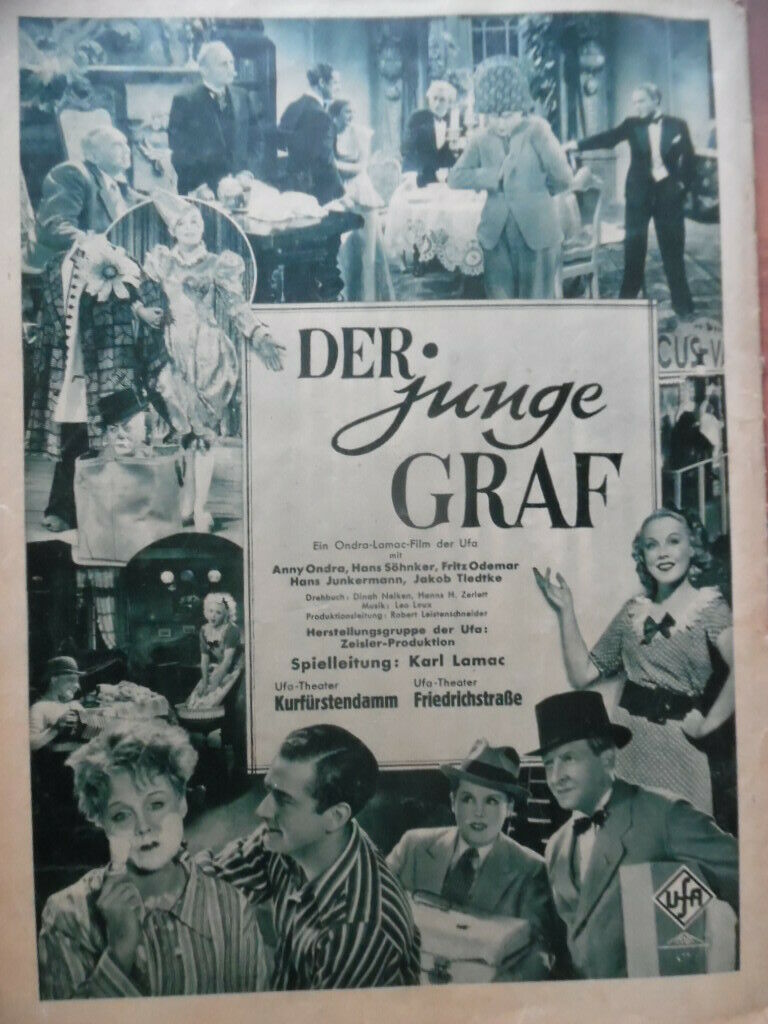 CUS-V
DER
junge
GRAF
Ein Ondra-Lamac-Film der Ufa
mit
Anny Ondra, Hans Söhnker, Fritz Odemar
Hans Junkermann, Jakob Tiedtke
Drehbuch: Dinah Nelken, Hanns H. Zerlett
Musik: Leo Leux
Produktionsleitung: Robert Leistenschneider
Herstellungsgruppe der Ufa:
Zeisler-Produktion
Spielleitung: Karl Lamac
Ufa-Theater Ufa-Theater
Kurfürstendamm Friedrichstraße
UFA